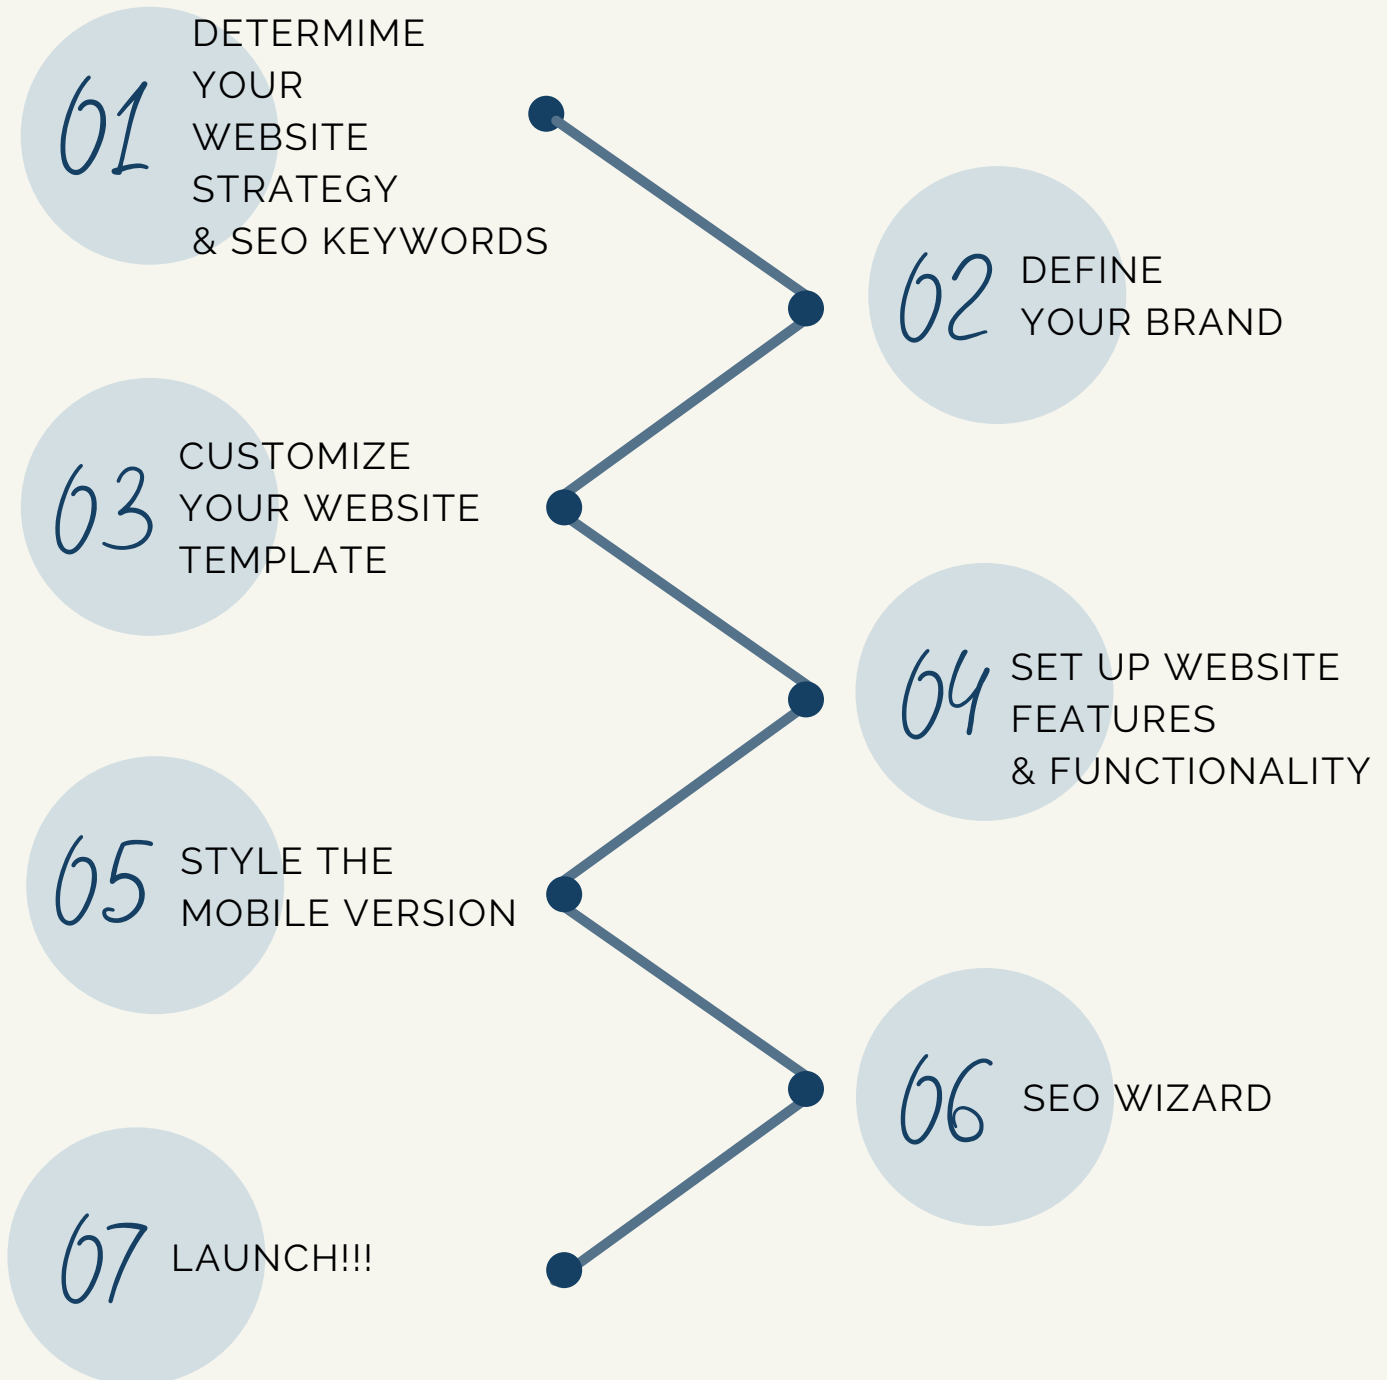 01
DETERMIME
YOUR
WEBSITE
STRATEGY
& SEO KEYWORDS
02
DEFINE
YOUR BRAND
03
CUSTOMIZE
YOUR WEBSITE
TEMPLATE
04
SET UP WEBSITE
FEATURES
& FUNCTIONALITY
05
STYLE THE
MOBILE VERSION
06
SEO WIZARD
07
LAUNCH!!!